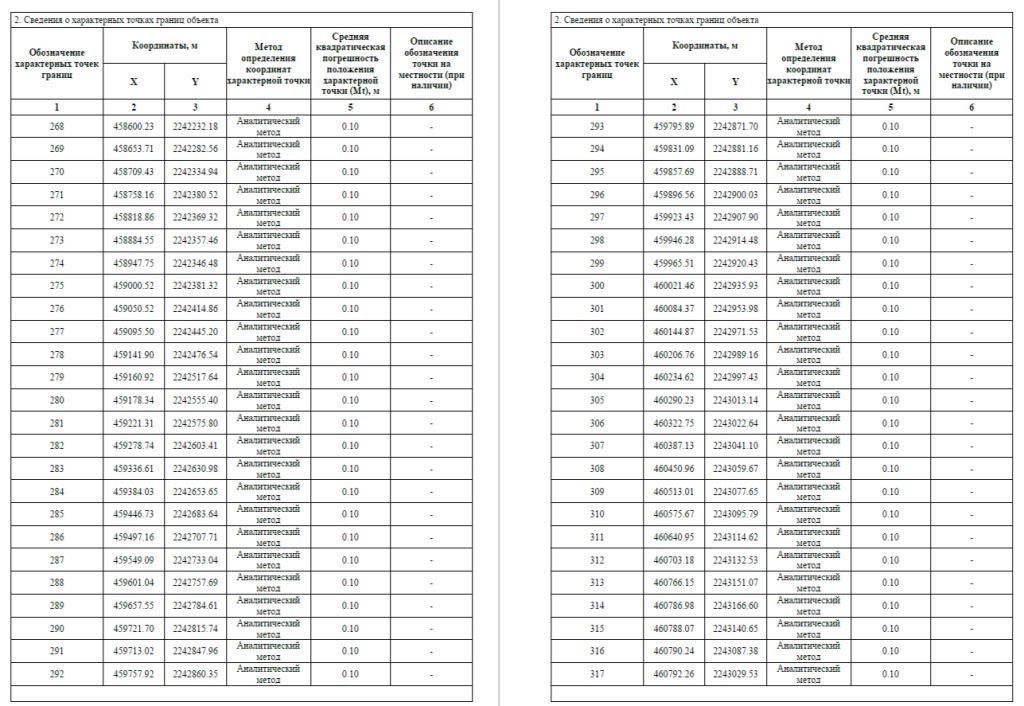 2. Сведения о характерных точках границ объекта
Обозначение характерных точек границ | Координаты, м | Метод определения координат характерной точки | Средняя квадратическая погрешность положения характерной точки (Mt), м | Описание обозначения точки на местности (при наличии)
X | Y
1 | 2 | 3 | 4 | 5 | 6
268 | 458600.23 | 2242232.18 | Аналитический метод | 0.10 | -
269 | 458653.71 | 2242282.56 | Аналитический метод | 0.10 | -
270 | 458709.43 | 2242334.94 | Аналитический метод | 0.10 | -
271 | 458758.16 | 2242380.52 | Аналитический метод | 0.10 | -
272 | 458818.86 | 2242369.32 | Аналитический метод | 0.10 | -
273 | 458884.55 | 2242357.46 | Аналитический метод | 0.10 | -
274 | 458947.75 | 2242346.48 | Аналитический метод | 0.10 | -
275 | 459000.52 | 2242381.32 | Аналитический метод | 0.10 | -
276 | 459050.52 | 2242414.86 | Аналитический метод | 0.10 | -
277 | 459095.50 | 2242445.20 | Аналитический метод | 0.10 | -
278 | 459141.90 | 2242476.54 | Аналитический метод | 0.10 | -
279 | 459160.92 | 2242517.64 | Аналитический метод | 0.10 | -
280 | 459178.34 | 2242555.40 | Аналитический метод | 0.10 | -
281 | 459221.31 | 2242575.80 | Аналитический метод | 0.10 | -
282 | 459278.74 | 2242603.41 | Аналитический метод | 0.10 | -
283 | 459336.61 | 2242630.98 | Аналитический метод | 0.10 | -
284 | 459384.03 | 2242653.65 | Аналитический метод | 0.10 | -
285 | 459446.73 | 2242683.64 | Аналитический метод | 0.10 | -
286 | 459497.16 | 2242707.71 | Аналитический метод | 0.10 | -
287 | 459549.09 | 2242733.04 | Аналитический метод | 0.10 | -
288 | 459601.04 | 2242757.69 | Аналитический метод | 0.10 | -
289 | 459657.55 | 2242784.61 | Аналитический метод | 0.10 | -
290 | 459721.70 | 2242815.74 | Аналитический метод | 0.10 | -
291 | 459713.02 | 2242847.96 | Аналитический метод | 0.10 | -
292 | 459757.92 | 2242860.35 | Аналитический метод | 0.10 | -
2. Сведения о характерных точках границ объекта
Обозначение характерных точек границ | Координаты, м | Метод определения координат характерной точки | Средняя квадратическая погрешность положения характерной точки (Mt), м | Описание обозначения точки на местности (при наличии)
X | Y
1 | 2 | 3 | 4 | 5 | 6
293 | 459795.89 | 2242871.70 | Аналитический метод | 0.10 | -
294 | 459831.09 | 2242881.16 | Аналитический метод | 0.10 | -
295 | 459857.69 | 2242888.71 | Аналитический метод | 0.10 | -
296 | 459896.56 | 2242900.03 | Аналитический метод | 0.10 | -
297 | 459923.43 | 2242907.90 | Аналитический метод | 0.10 | -
298 | 459946.28 | 2242914.48 | Аналитический метод | 0.10 | -
299 | 459965.51 | 2242920.43 | Аналитический метод | 0.10 | -
300 | 460021.46 | 2242935.93 | Аналитический метод | 0.10 | -
301 | 460084.37 | 2242953.98 | Аналитический метод | 0.10 | -
302 | 460144.87 | 2242971.53 | Аналитический метод | 0.10 | -
303 | 460206.76 | 2242989.16 | Аналитический метод | 0.10 | -
304 | 460234.62 | 2242997.43 | Аналитический метод | 0.10 | -
305 | 460290.23 | 2243013.14 | Аналитический метод | 0.10 | -
306 | 460322.75 | 2243022.64 | Аналитический метод | 0.10 | -
307 | 460387.13 | 2243041.10 | Аналитический метод | 0.10 | -
308 | 460450.96 | 2243059.67 | Аналитический метод | 0.10 | -
309 | 460513.01 | 2243077.65 | Аналитический метод | 0.10 | -
310 | 460575.67 | 2243095.79 | Аналитический метод | 0.10 | -
311 | 460640.95 | 2243114.62 | Аналитический метод | 0.10 | -
312 | 460703.18 | 2243132.53 | Аналитический метод | 0.10 | -
313 | 460766.15 | 2243151.07 | Аналитический метод | 0.10 | -
314 | 460786.98 | 2243166.60 | Аналитический метод | 0.10 | -
315 | 460788.07 | 2243140.65 | Аналитический метод | 0.10 | -
316 | 460790.24 | 2243087.38 | Аналитический метод | 0.10 | -
317 | 460792.26 | 2243029.53 | Аналитический метод | 0.10 | -